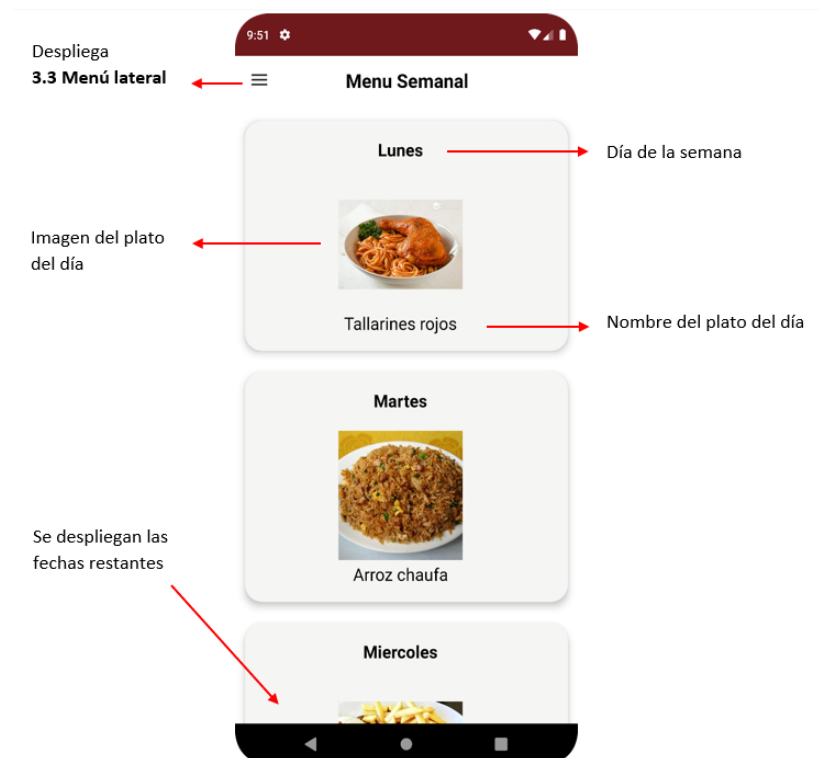 9:51
Despliega
3.3 Menú lateral
Menu Semanal
Lunes
Día de la semana
Imagen del plato
del día
Tallarines rojos
Nombre del plato del día
Martes
Se despliegan las
fechas restantes
Arroz chaufa
Miercoles